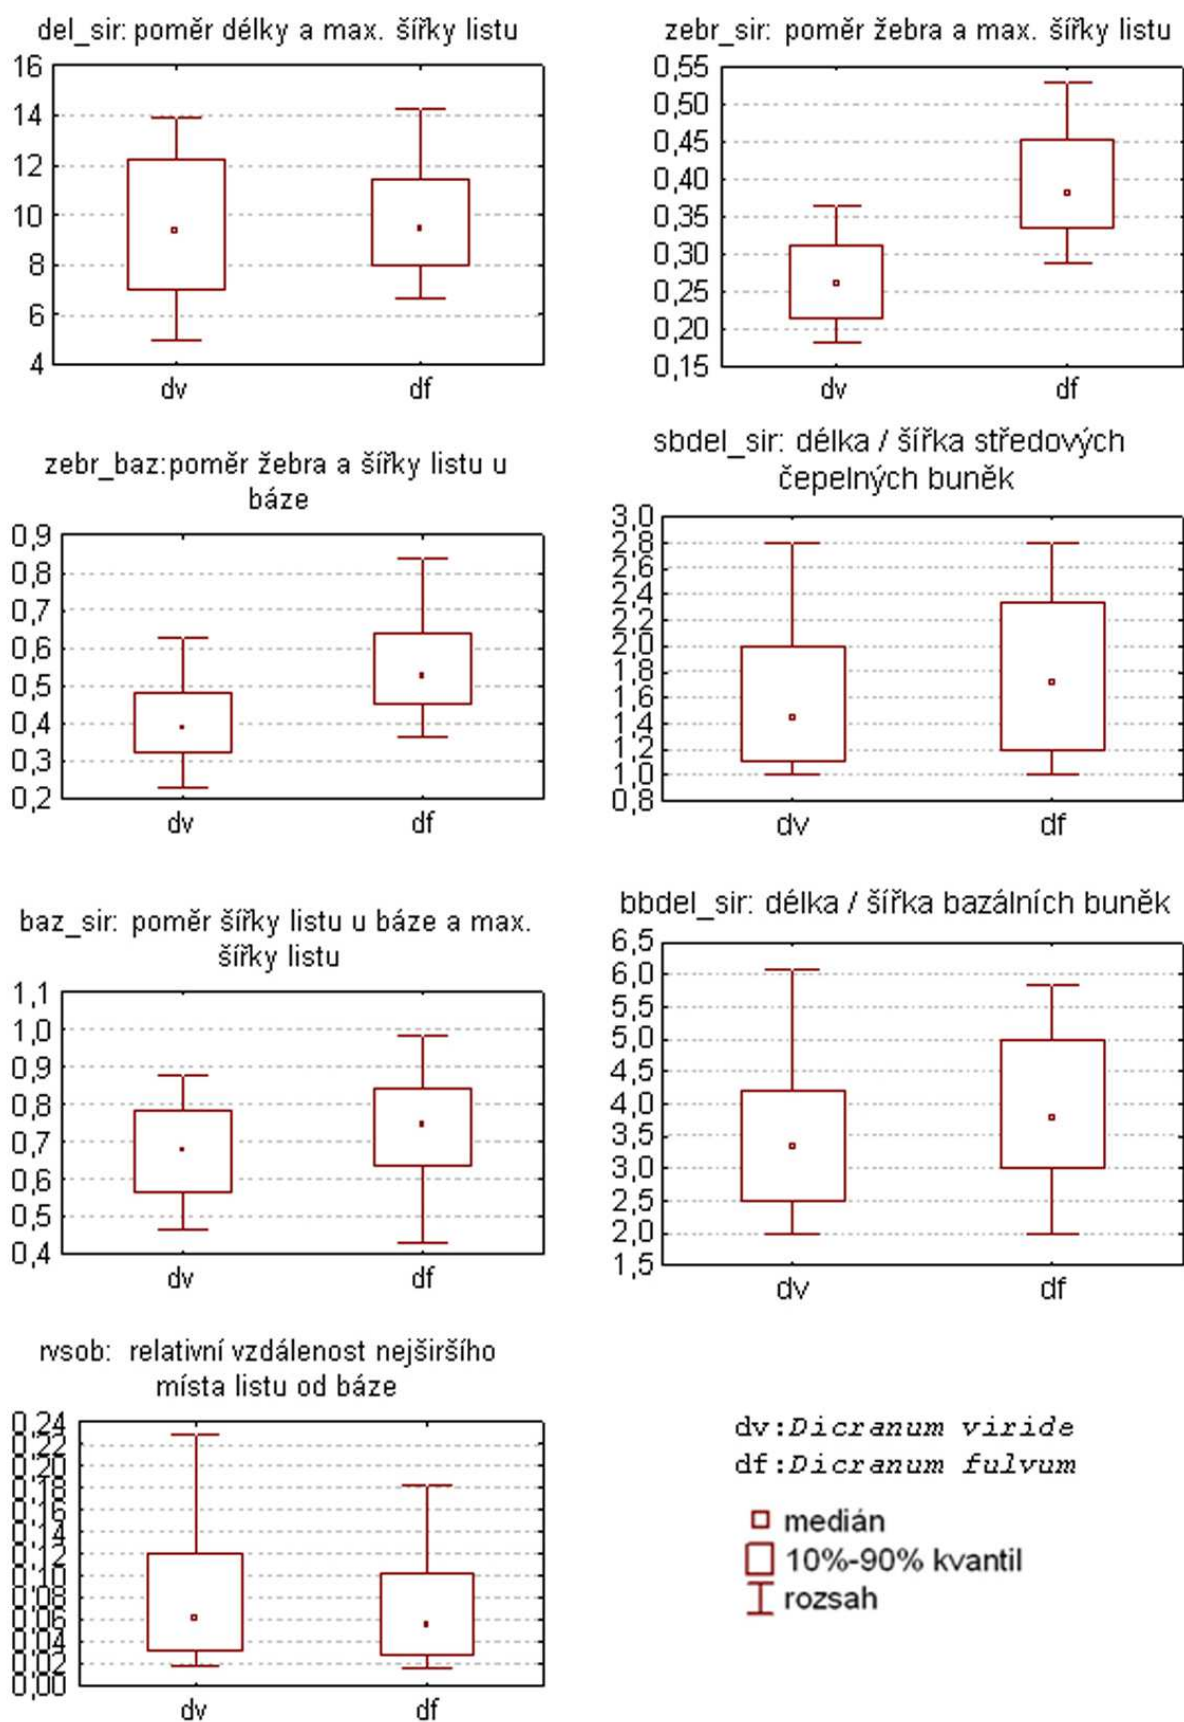 del_sir: poměr délky a max. šířky listu
16
14
12
10
8
6
4
dv df
zebr_sir: poměr žebra a max. šířky listu
0,55
0,50
0,45
0,40
0,35
0,30
0,25
0,20
0,15
dv df
zebr_baz:poměr žebra a šířky listu u
báze
0,9
0,8
0,7
0,6
0,5
0,4
0,3
0,2
dv df
sbdel_sir: délka / šířka středových
čepelných buněk
3,0
2,8
2,6
2,4
2,2
2,0
1,8
1,6
1,4
1,2
1,0
0,8
dv df
baz_sir: poměr šířky listu u báze a max.
šířky listu
1,1
1,0
0,9
0,8
0,7
0,6
0,5
0,4
dv df
bbdel_sir: délka / šířka bazálních buněk
6,5
6,0
5,5
5,0
4,5
4,0
3,5
3,0
2,5
2,0
1,5
dv df
rvsob: relativní vzdálenost nejširšího
místa listu od báze
0,24
0,22
0,20
0,18
0,16
0,14
0,12
0,10
0,08
0,06
0,04
0,02
0,00
dv df
dv:Dicranum viride
df:Dicranum fulvum
medián
10%-90% kvantil
rozsah